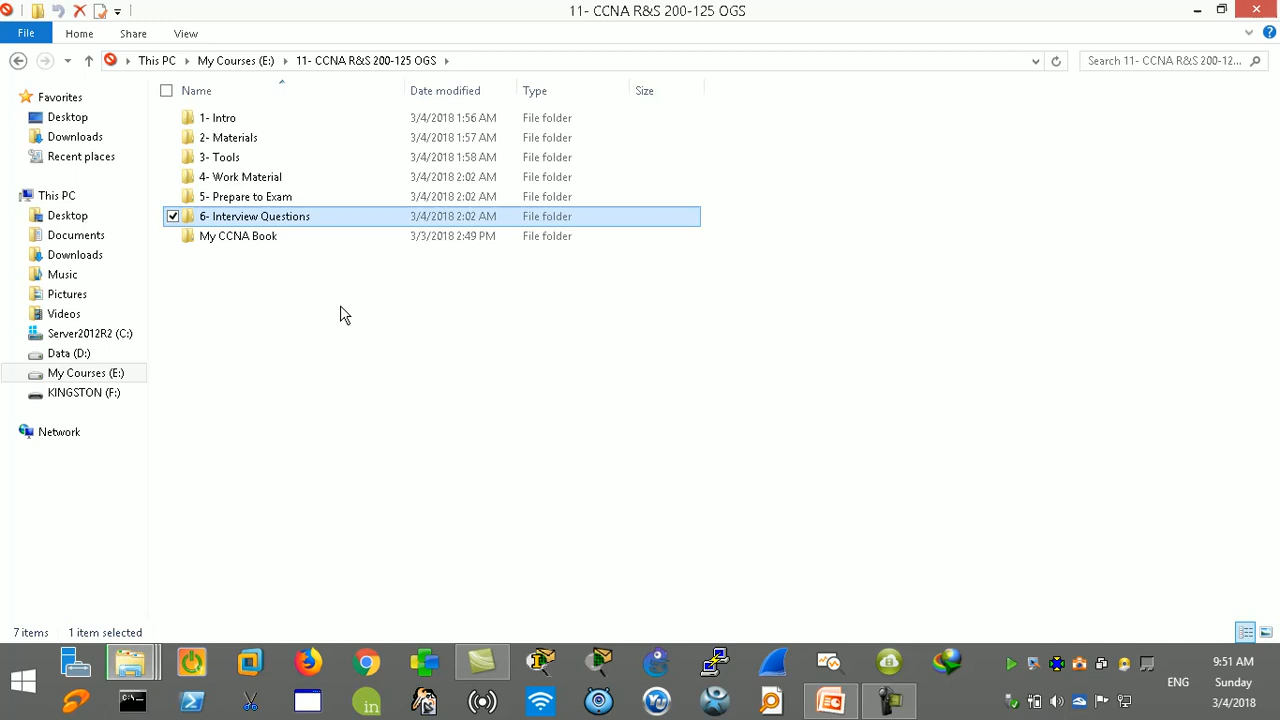 11- CCNA R&S 200-125 OGS
File Home Share View
This PC My Courses (E:) 11- CCNA R&S 200-125 OGS Search 11- CCNA R&S 200-12...
Name Date modified Type Size
Favorites
Desktop
Downloads
Recent places
This PC
Desktop
Documents
Downloads
Music
Pictures
Videos
Server2012R2 (C:)
Data (D:)
My Courses (E:)
KINGSTON (F:)
Network
1- Intro 3/4/2018 1:56 AM File folder
2- Materials 3/4/2018 1:57 AM File folder
3- Tools 3/4/2018 1:58 AM File folder
4- Work Material 3/4/2018 2:02 AM File folder
5- Prepare to Exam 3/4/2018 2:02 AM File folder
6- Interview Questions 3/4/2018 2:02 AM File folder
My CCNA Book 3/3/2018 2:49 PM File folder
7 items 1 item selected
9:51 AM
ENG Sunday
3/4/2018